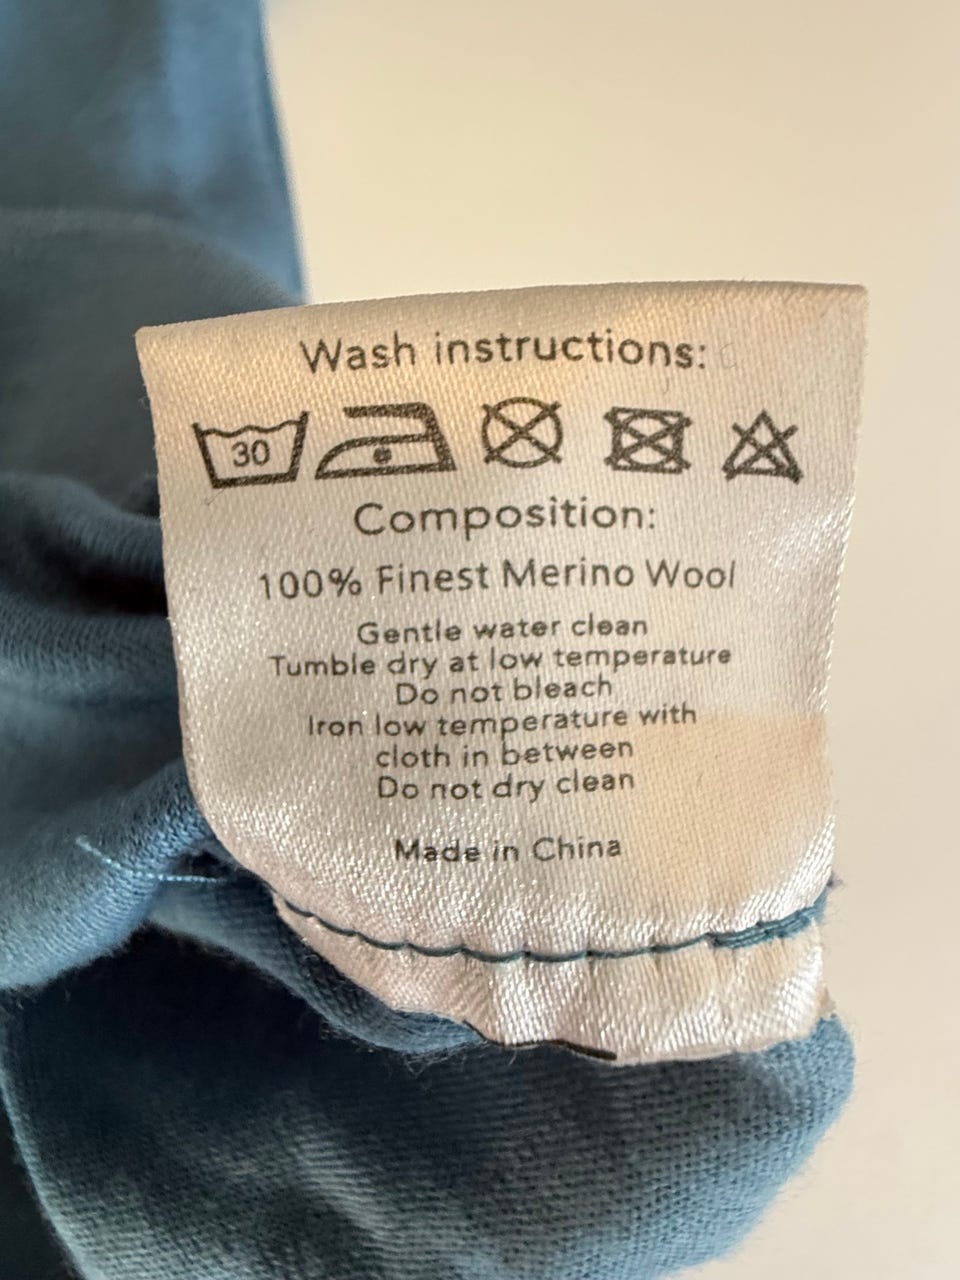 Wash instructions:
30
Composition:
100% Finest Merino Wool
Gentle water clean
Tumble dry at low temperature
Do not bleach
Iron low temperature with
cloth in between
Do not dry clean
Made in China